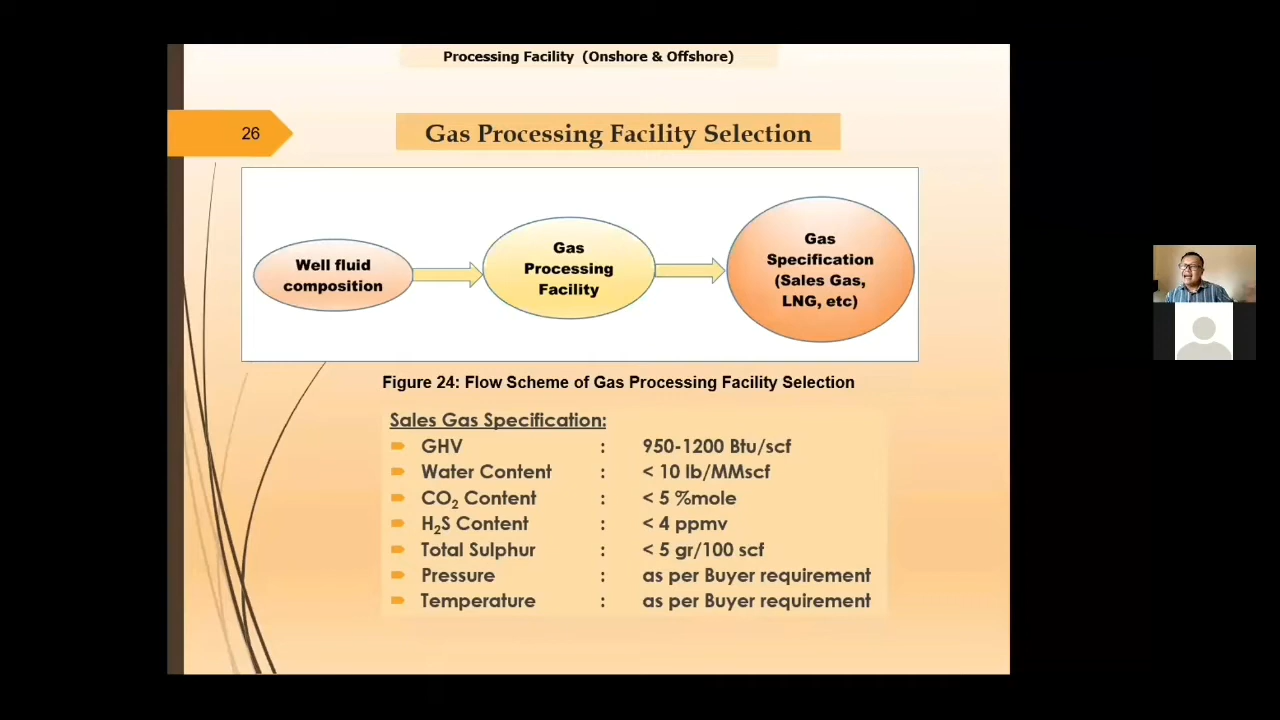 Processing Facility (Onshore & Offshore)
26
Gas Processing Facility Selection
Well fluid
composition
Gas
Processing
Facility
Gas
Specification
(Sales Gas,
LNG, etc)
Figure 24: Flow Scheme of Gas Processing Facility Selection
Sales Gas Specification:
GHV : 950-1200 Btu/scf
Water Content : < 10 lb/MMscf
CO₂ Content : < 5 %mole
H₂S Content : < 4 ppmv
Total Sulphur : < 5 gr/100 scf
Pressure : as per Buyer requirement
Temperature : as per Buyer requirement